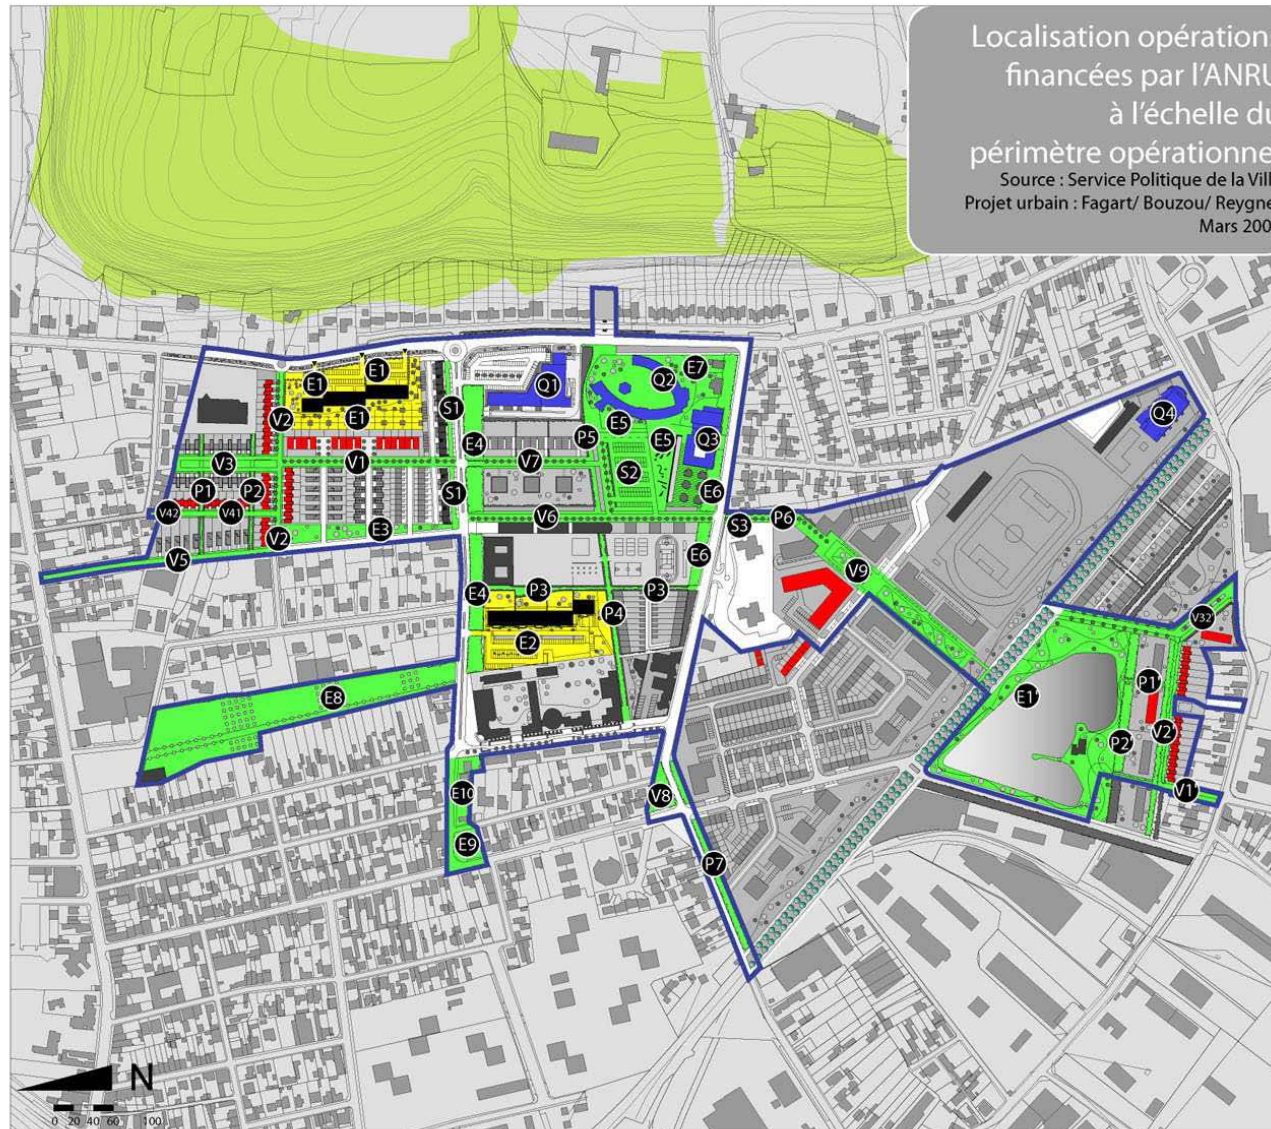 Localisation opération
financées par l'ANRU
à l'échelle du
périmètre opérationne
Source : Service Politique de la Vill
Projet urbain : Fagart/ Bouzou/ Reygne
Mars 200
E1
E1
Q1
Q2
E7
Q4
V2
E1
S1
E4
P5
E5
E5
Q3
V3
V1
V7
S2
P1
P2
S1
E6
V42
V41
V6
S3
P6
V2
E3
V5
E6
V9
E4
P3
P4
P3
V32'
E2
E8
E1'
P1'
P2'
V2'
E10
V8
V1'
E9
P7
N
0 20 40 60 100